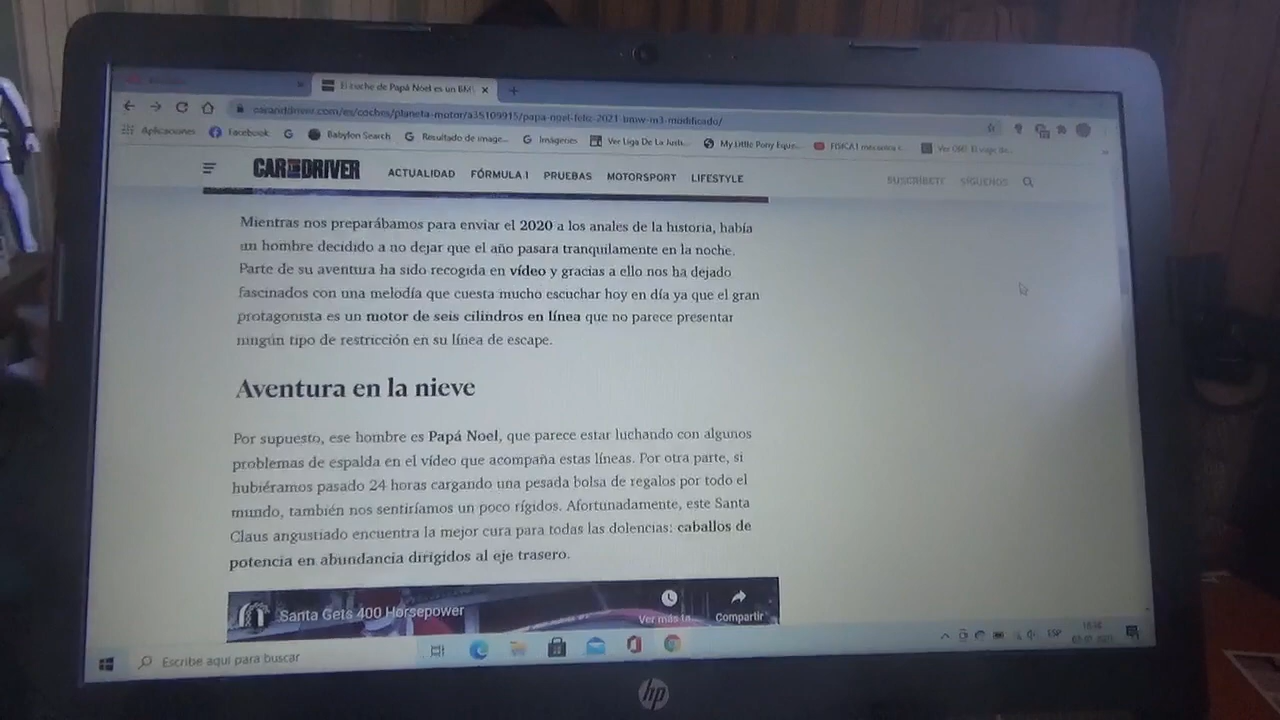 El coche de Papá Noel es un BM
caranddriver.com/es/coches/planeta-motor/a35109915/papa-noel-feliz-2021-bmw-m3-modificado/
Aplicaciones Facebook Babylon Search Resultado de image... Imágenes Ver Liga De La Justi... My Little Pony Eque... FISICA I mecanica
CAR AND DRIVER ACTUALIDAD FÓRMULA 1 PRUEBAS MOTORSPORT LIFESTYLE SUSCRÍBETE SÍGUENOS
Mientras nos preparábamos para enviar el 2020 a los anales de la historia, había
un hombre decidido a no dejar que el año pasara tranquilamente en la noche.
Parte de su aventura ha sido recogida en vídeo y gracias a ello nos ha dejado
fascinados con una melodía que cuesta mucho escuchar hoy en día ya que el gran
protagonista es un motor de seis cilindros en línea que no parece presentar
ningún tipo de restricción en su línea de escape.
Aventura en la nieve
Por supuesto, ese hombre es Papá Noel, que parece estar luchando con algunos
problemas de espalda en el vídeo que acompaña estas líneas. Por otra parte, si
hubiéramos pasado 24 horas cargando una pesada bolsa de regalos por todo el
mundo, también nos sentiríamos un poco rígidos. Afortunadamente, este Santa
Claus angustiado encuentra la mejor cura para todas las dolencias: caballos de
potencia en abundancia dirigidos al eje trasero.
Santa Gets 400 Horsepower Ver más ta... Compartir
Escribe aquí para buscar ESP
hp